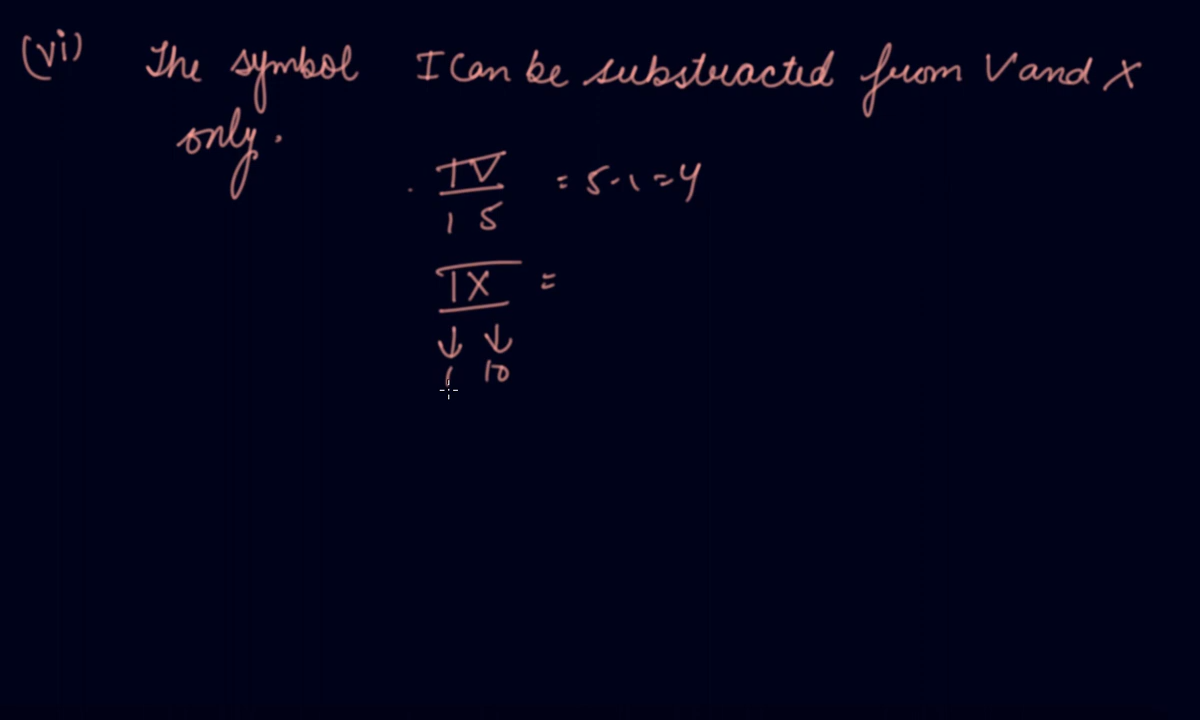 (vi) The symbol I can be substracted from V and X
only.
IV = 5-1=4
1 5
IX =
↓ ↓
1 10